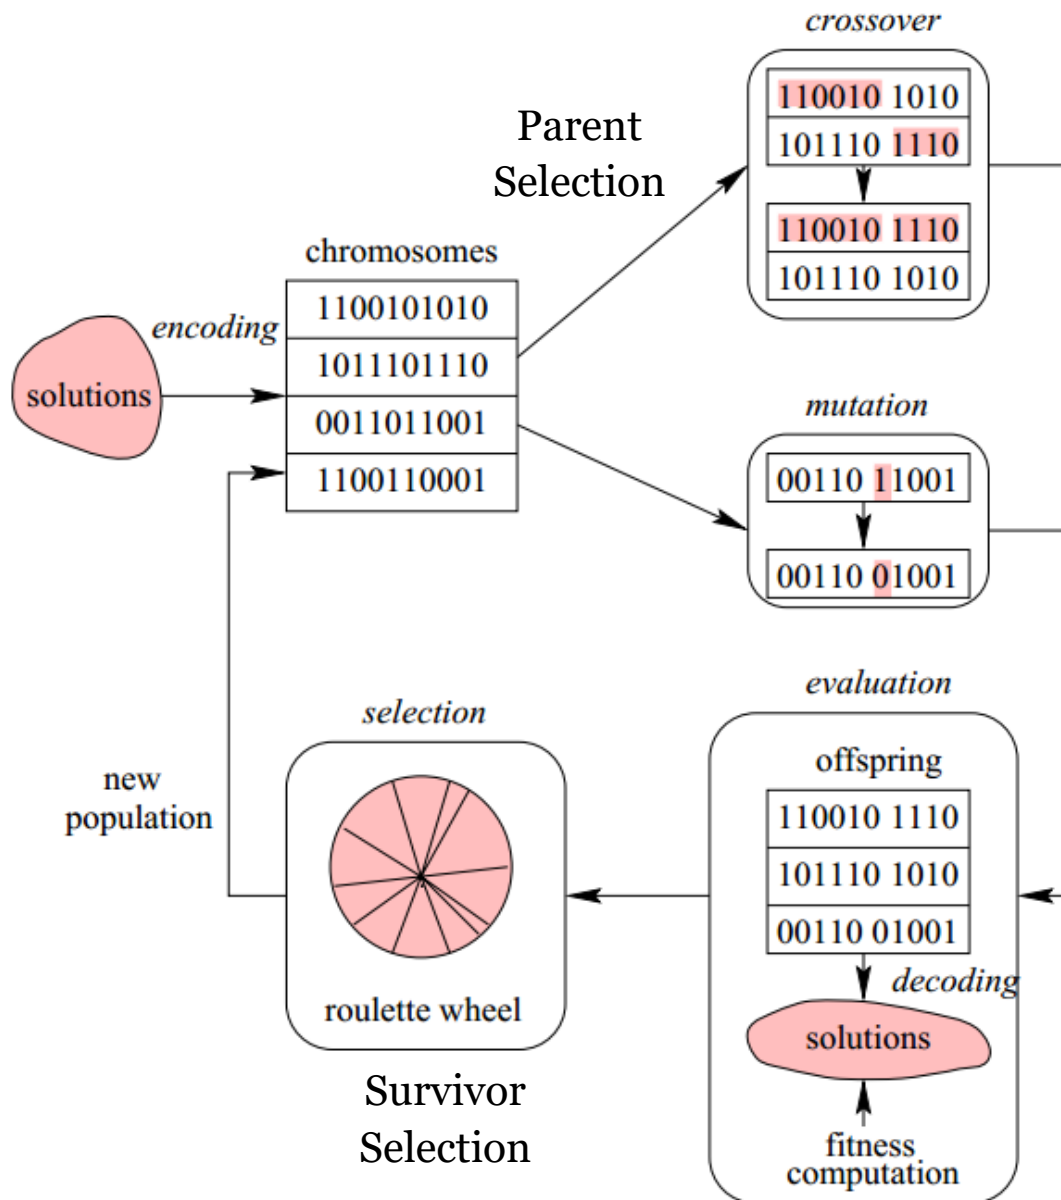 crossover
110010 1010
101110 1110
110010 1110
101110 1010
Parent
Selection
chromosomes
1100101010
1011101110
0011011001
1100110001
encoding
solutions
mutation
00110 11001
00110 01001
evaluation
offspring
110010 1110
101110 1010
00110 01001
decoding
solutions
fitness
computation
selection
roulette wheel
Survivor
Selection
new
population